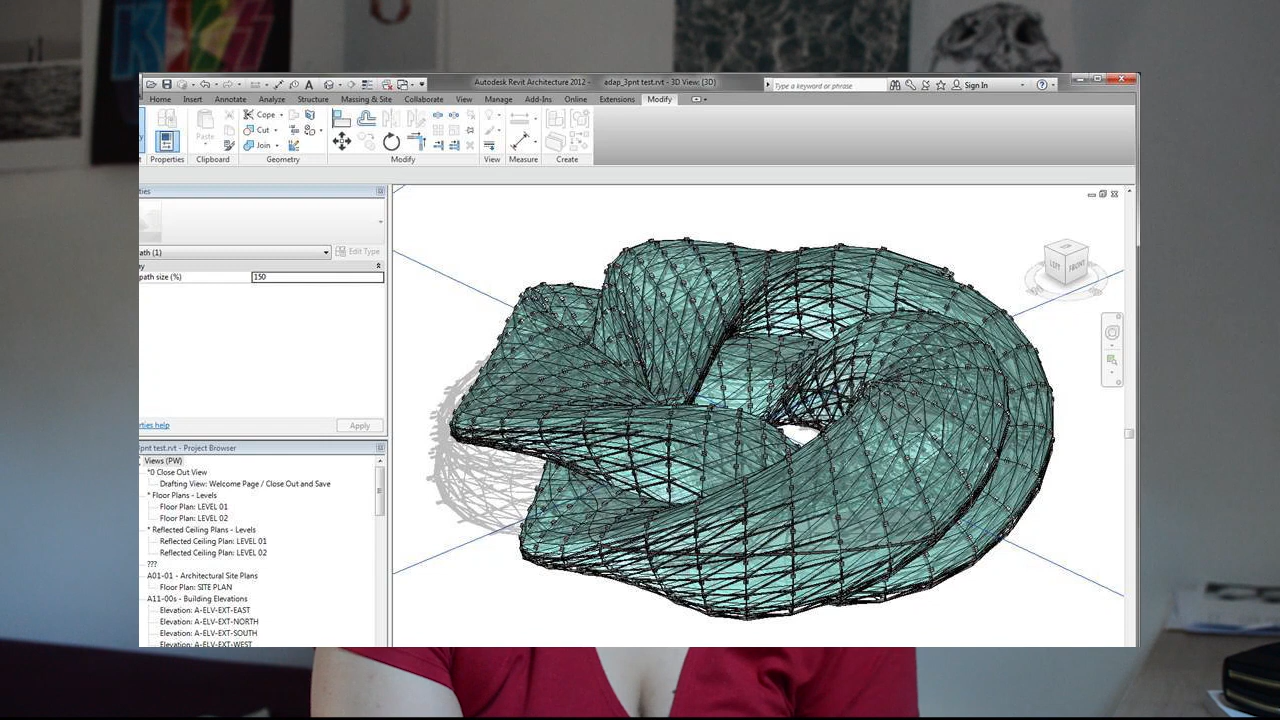 KISS
Autodesk Revit Architecture 2012 - adap_3pnt test.rvt - 3D View: {3D}
Type a keyword or phrase
Sign In
Home Insert Annotate Analyze Structure Massing & Site Collaborate View Manage Add-Ins Online Extensions Modify
Cope
Cut
Paste
Join
Properties Clipboard Geometry Modify View Measure Create
ties
ath (1)
Edit Type
path size (%) 150
LEFT FRONT
ties help
Apply
pnt test.rvt - Project Browser
Views (PW)
*0 Close Out View
Drafting View: Welcome Page / Close Out and Save
* Floor Plans - Levels
Floor Plan: LEVEL 01
Floor Plan: LEVEL 02
* Reflected Ceiling Plans - Levels
Reflected Ceiling Plan: LEVEL 01
Reflected Ceiling Plan: LEVEL 02
???
A01-01 - Architectural Site Plans
Floor Plan: SITE PLAN
A11-00s - Building Elevations
Elevation: A-ELV-EXT-EAST
Elevation: A-ELV-EXT-NORTH
Elevation: A-ELV-EXT-SOUTH
Elevation: A-ELV-EXT-WEST